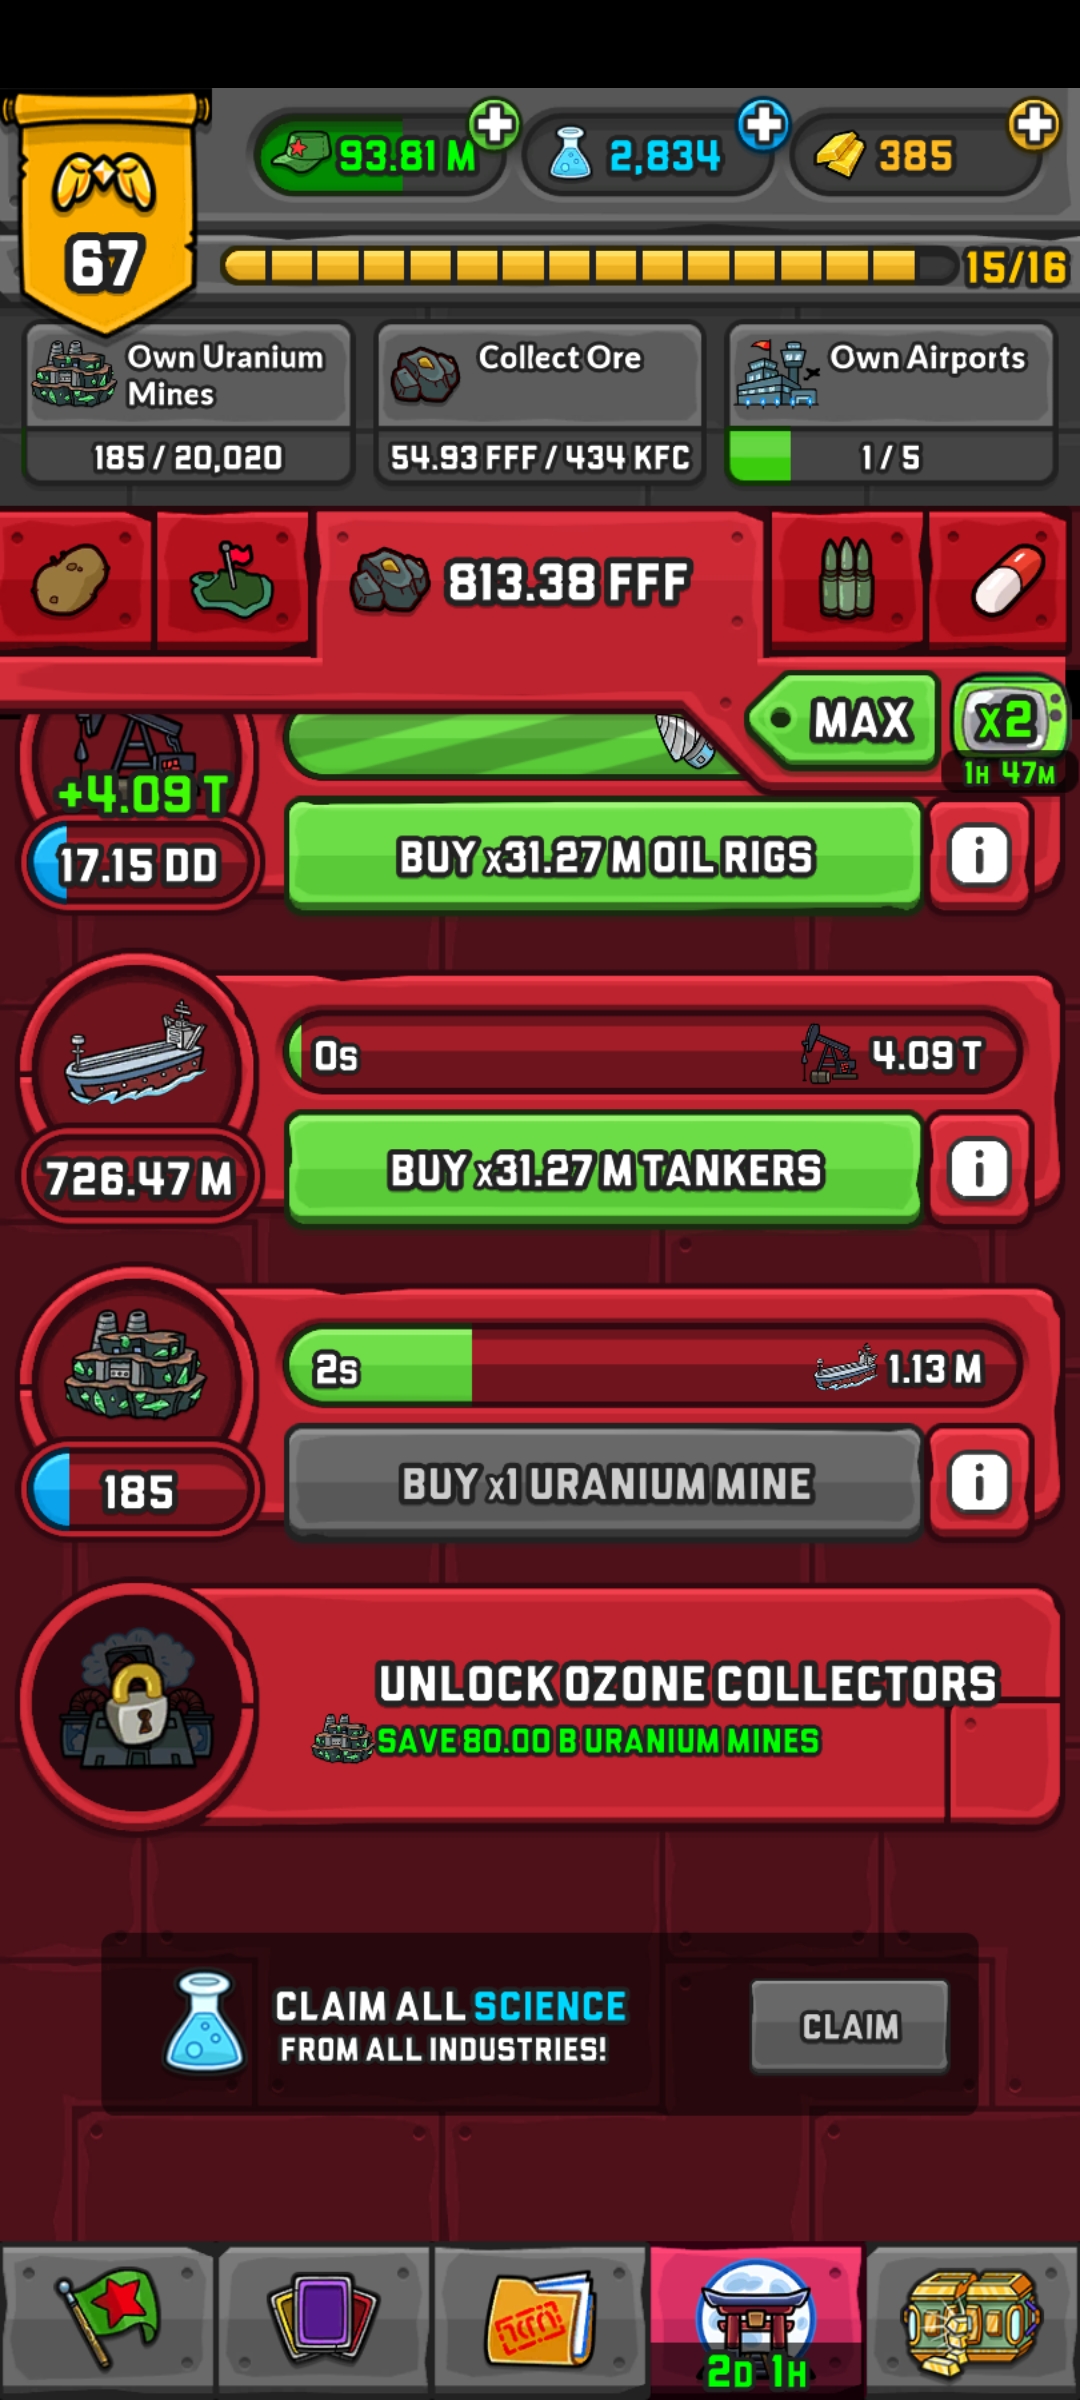 93.81 M
2,834
385
67
15/16
Own Uranium
Mines
185 / 20,020
Collect Ore
54.93 FFF / 434 KFC
Own Airports
1 / 5
813.38 FFF
MAX
x2
1H 47M
+4.09 T
17.15 DD
BUY x31.27 M OIL RIGS
i
0s
4.09 T
726.47 M
BUY x31.27 M TANKERS
i
2s
1.13 M
185
BUY x1 URANIUM MINE
i
UNLOCK OZONE COLLECTORS
SAVE 80.00 B URANIUM MINES
CLAIM ALL SCIENCE
FROM ALL INDUSTRIES!
CLAIM
2D 1H